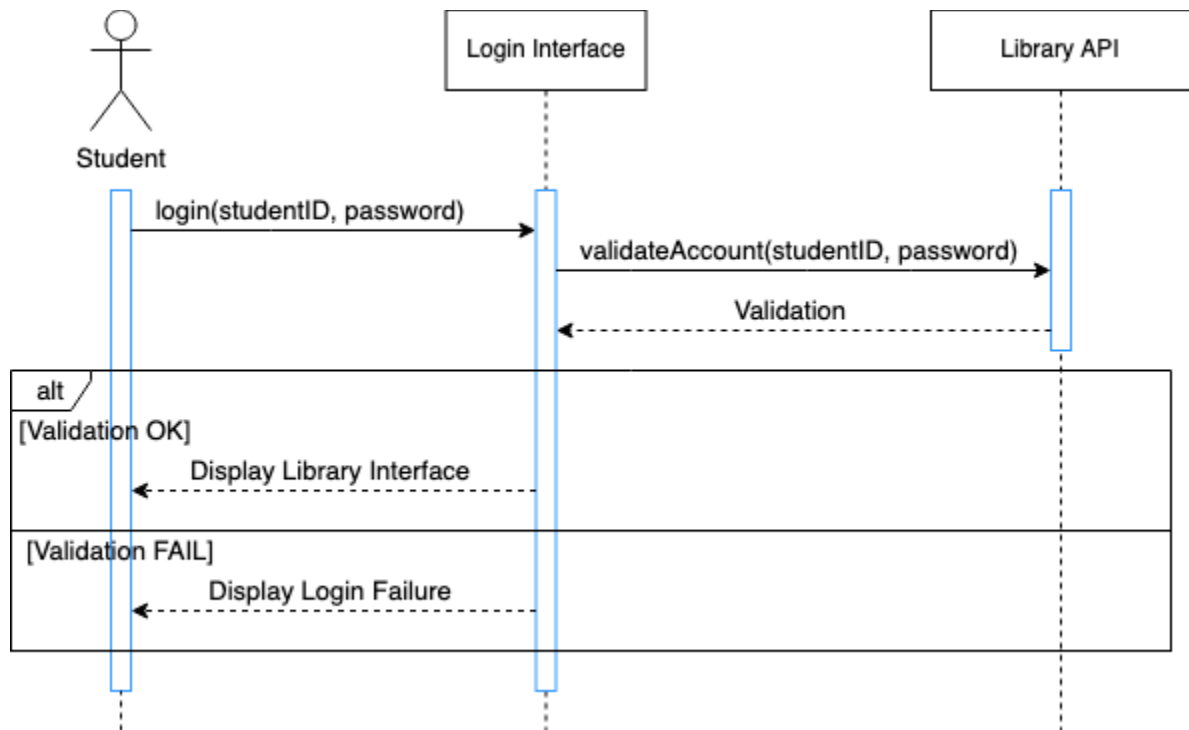 Login Interface
Library API
Student
login(studentID, password)
validateAccount(studentID, password)
Validation
alt
[Validation OK]
Display Library Interface
[Validation FAIL]
Display Login Failure